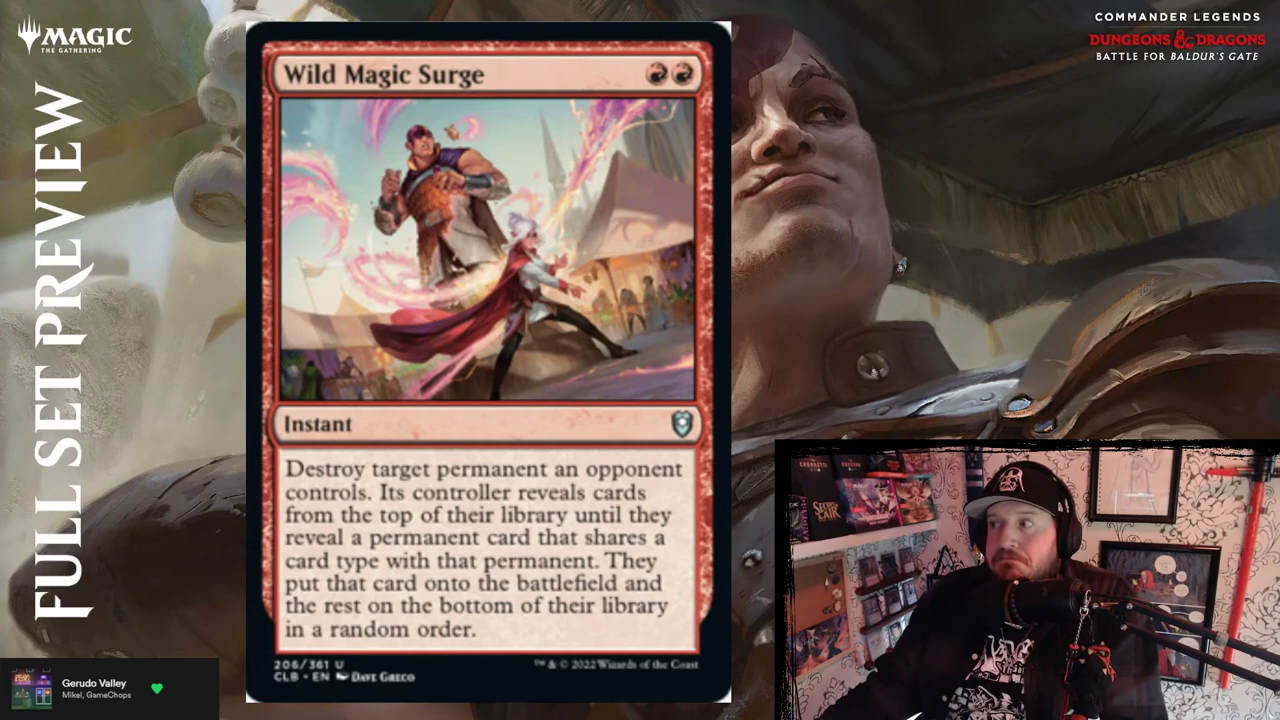 MAGIC
THE GATHERING
FULL SET PREVIEW
COMMANDER LEGENDS
DUNGEONS & DRAGONS
BATTLE FOR BALDUR'S GATE
Wild Magic Surge
Instant
Destroy target permanent an opponent
controls. Its controller reveals cards
from the top of their library until they
reveal a permanent card that shares a
card type with that permanent. They
put that card onto the battlefield and
the rest on the bottom of their library
in a random order.
206/361 U
CLB • EN DAVE GRECO
™ & © 2022 Wizards of the Coast
Gerudo Valley
Mikel, GameChops
SECRET
LAIR